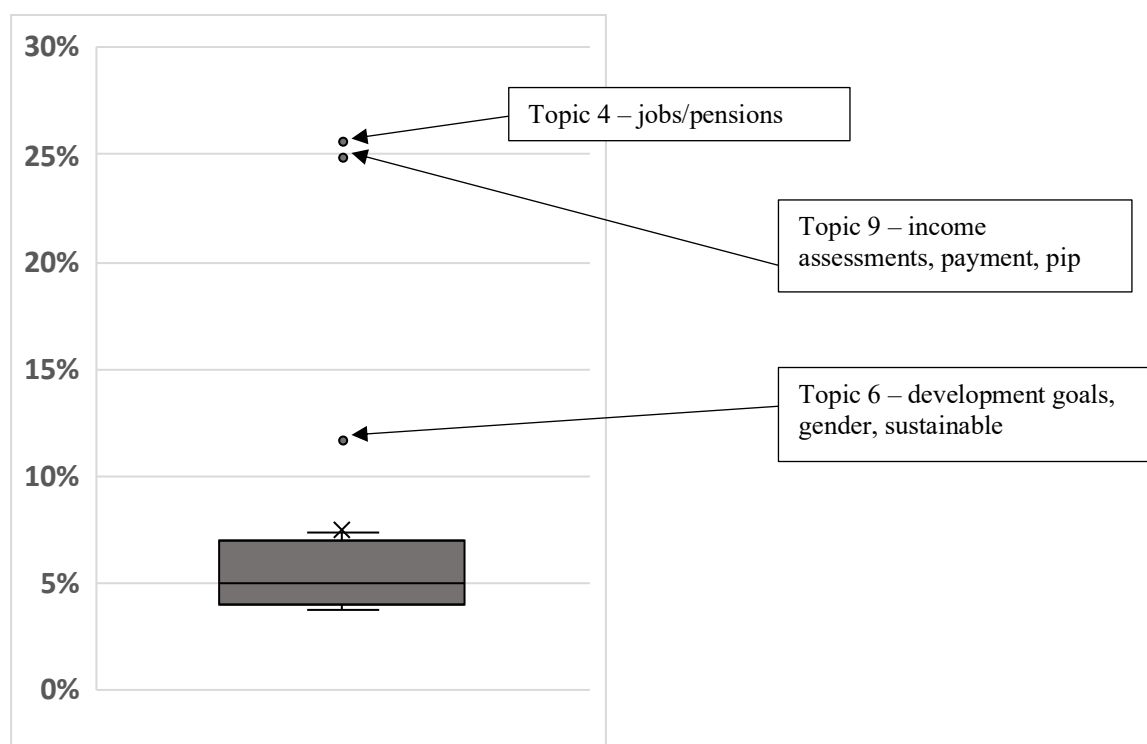 30%
Topic 4 – jobs/pensions
25%
Topic 9 – income
assessments, payment, pip
20%
15%
Topic 6 – development goals,
gender, sustainable
10%
5%
0%